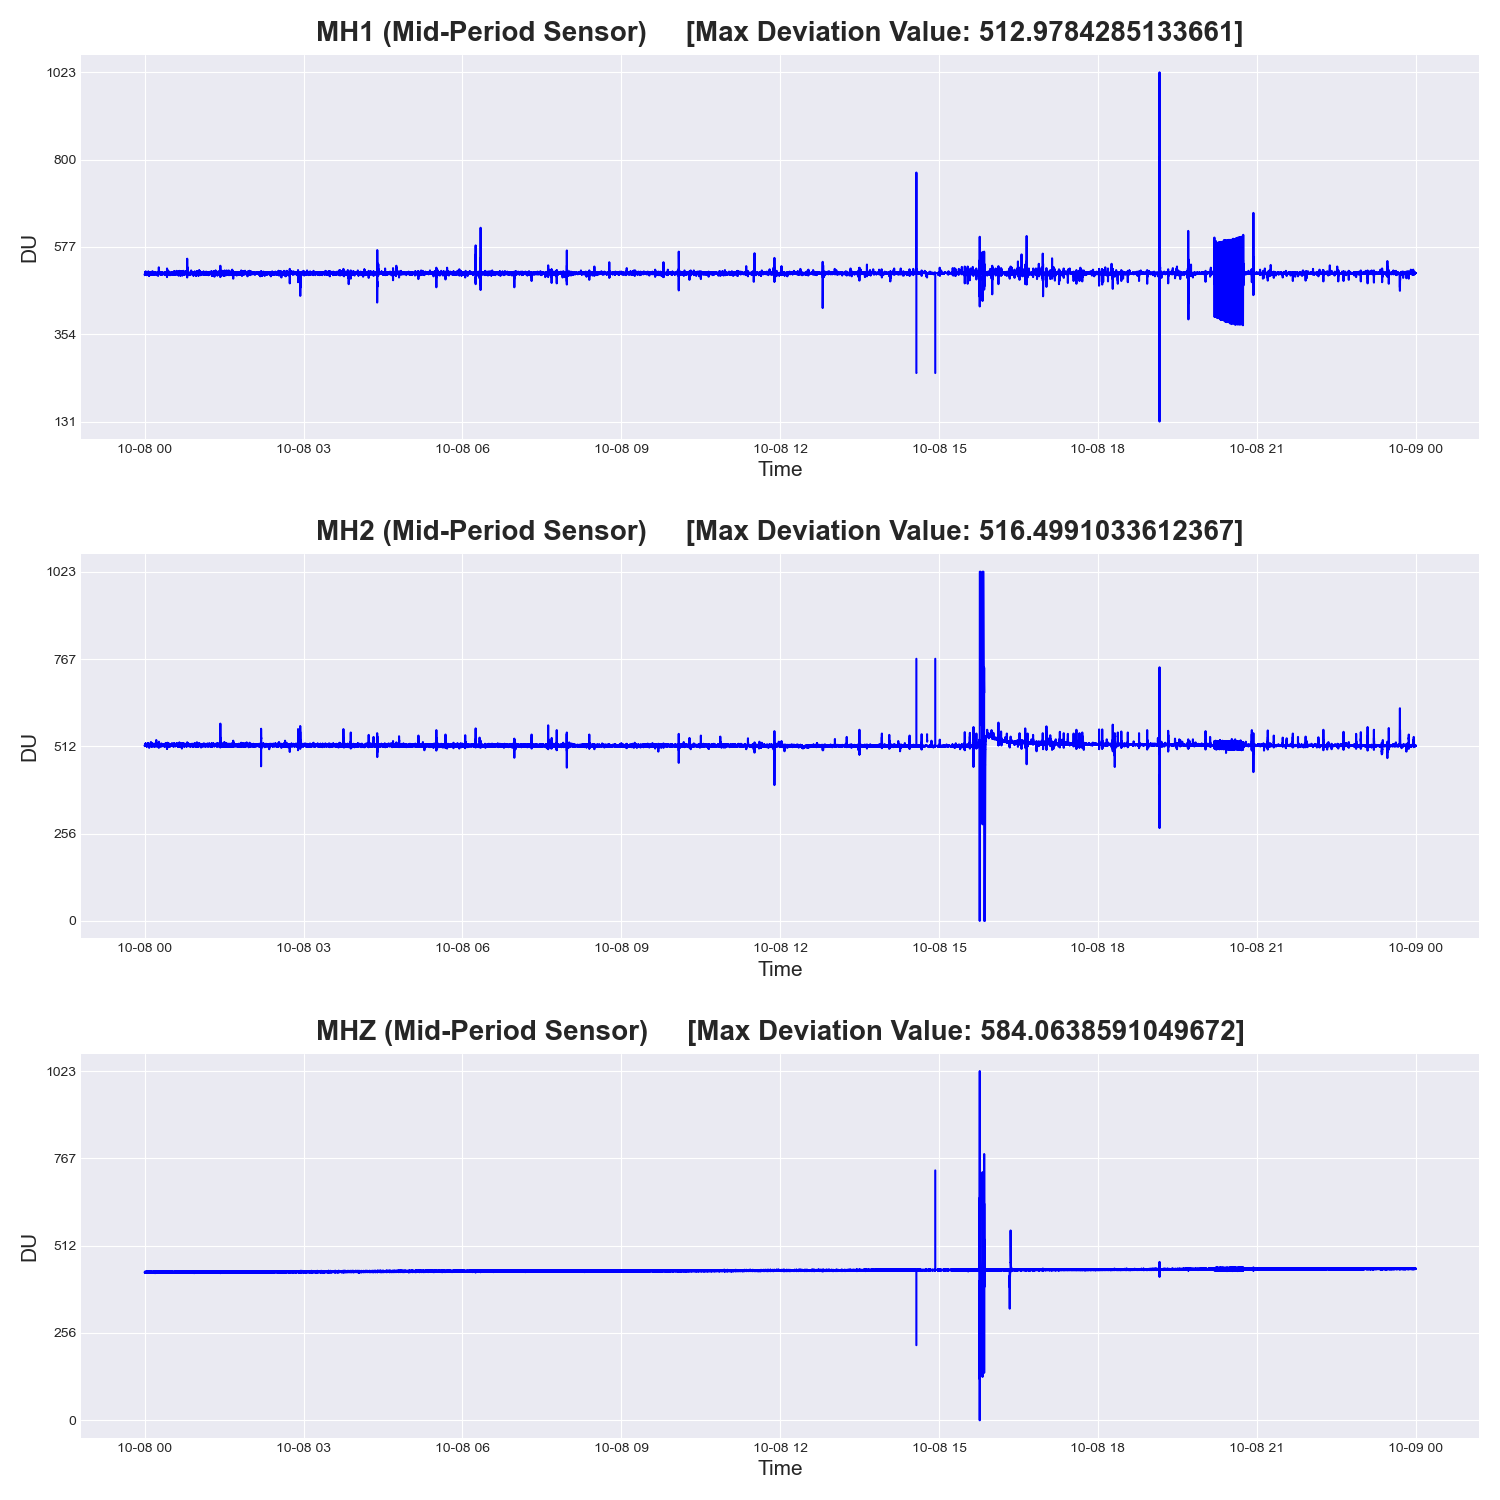 MH1 (Mid-Period Sensor) [Max Deviation Value: 512.9784285133661]
1023
800
577
354
131
DU
10-08 00 10-08 03 10-08 06 10-08 09 10-08 12 10-08 15 10-08 18 10-08 21 10-09 00
Time
MH2 (Mid-Period Sensor) [Max Deviation Value: 516.4991033612367]
1023
767
512
256
0
DU
10-08 00 10-08 03 10-08 06 10-08 09 10-08 12 10-08 15 10-08 18 10-08 21 10-09 00
Time
MHZ (Mid-Period Sensor) [Max Deviation Value: 584.0638591049672]
1023
767
512
256
0
DU
10-08 00 10-08 03 10-08 06 10-08 09 10-08 12 10-08 15 10-08 18 10-08 21 10-09 00
Time